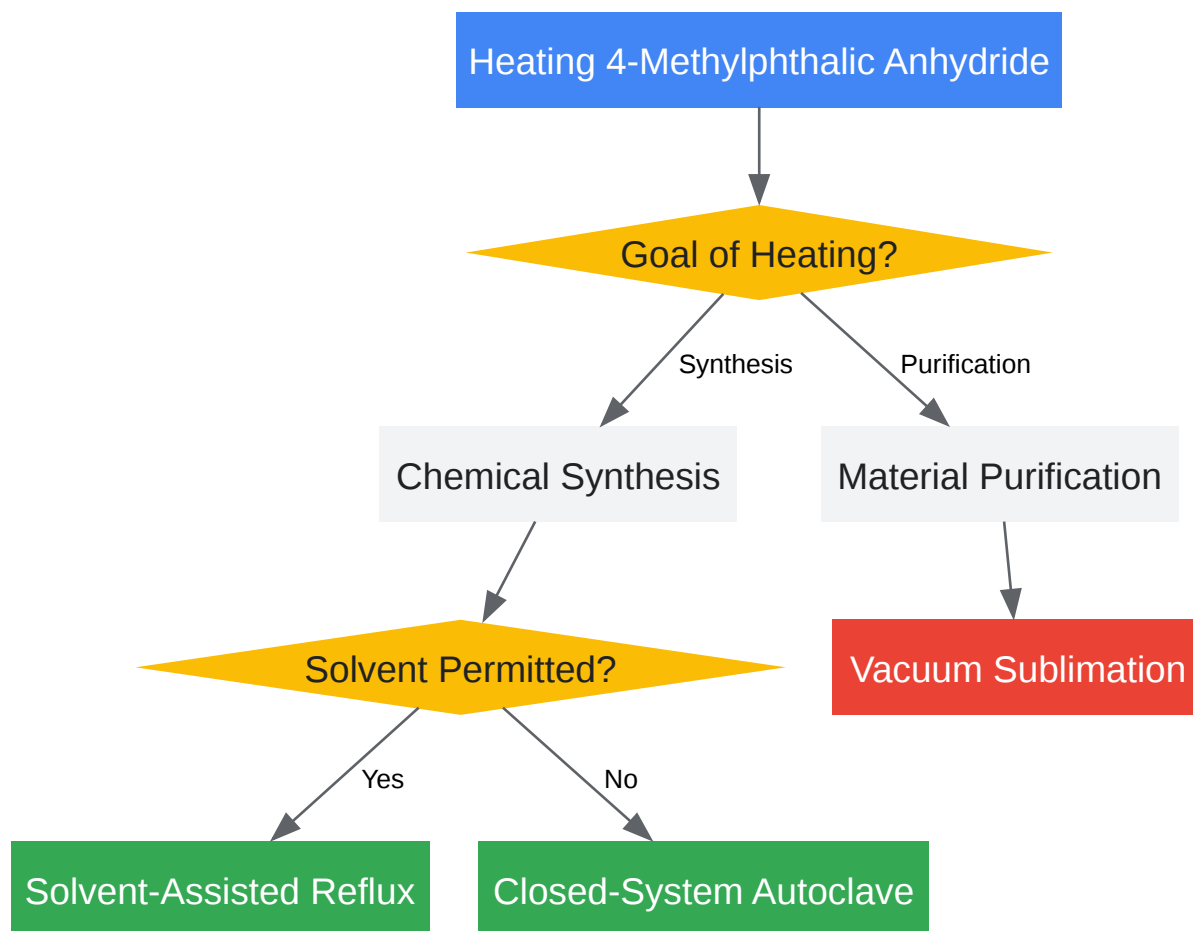 Heating 4-Methylphthalic Anhydride
Goal of Heating?
Synthesis
Purification
Chemical Synthesis
Material Purification
Solvent Permitted?
Vacuum Sublimation
Yes
No
Solvent-Assisted Reflux
Closed-System Autoclave